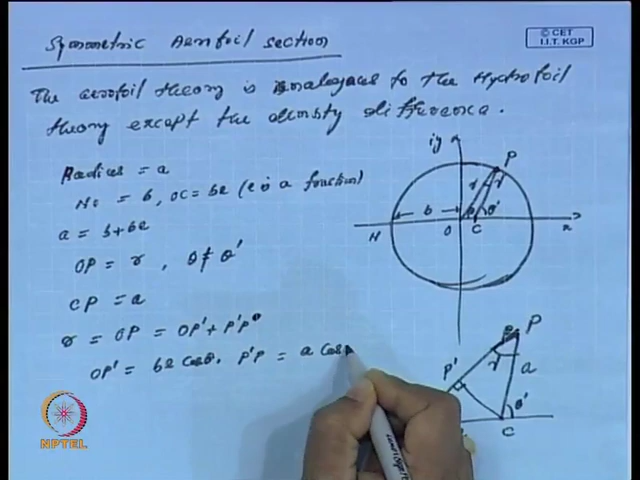 Symmetric Aerofoil section
© CET
I.I.T. KGP
The aerofoil theory is analogous to the Hydrofoil
theory except the density difference.
Radius = a
Ho = b, OC = be (e is a fraction)
a = b + be
OP = r, θ ≠ θ'
CP = a
r = OP = OP' + P'P
OP' = be cosθ. P'P = a cos
iy
P
r
γ
b
θ
θ'
H
O
C
x
P
P'
γ
a
θ'
C
NPTEL